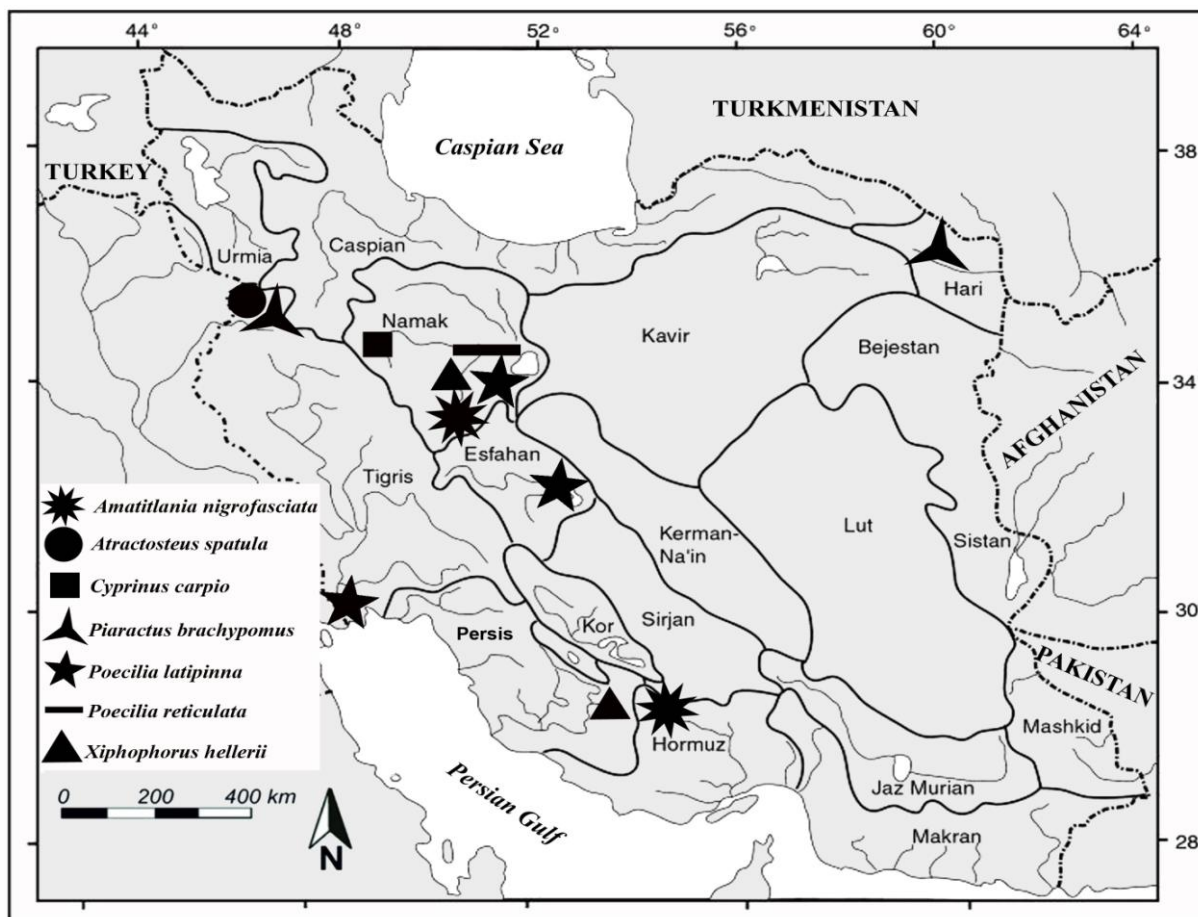 44° 48° 52° 56° 60° 64°
TURKMENISTAN
Caspian Sea
38
TURKEY
Urmia
Caspian
Hari
Namak
Kavir
Bejestan
34
AFGHANISTAN
Esfahan
Tigris
Kerman-
Na'in
Lut
Sistan
Amatitlania nigrofasciata
Atractosteus spatula
Cyprinus carpio
Piaractus brachypomus
Poecilia latipinna
Poecilia reticulata
Xiphophorus hellerii
30
Persis
Kor
Sirjan
PAKISTAN
Mashkid
Hormuz
Jaz Murian
Persian Gulf
0 200 400 km
N
Makran
28